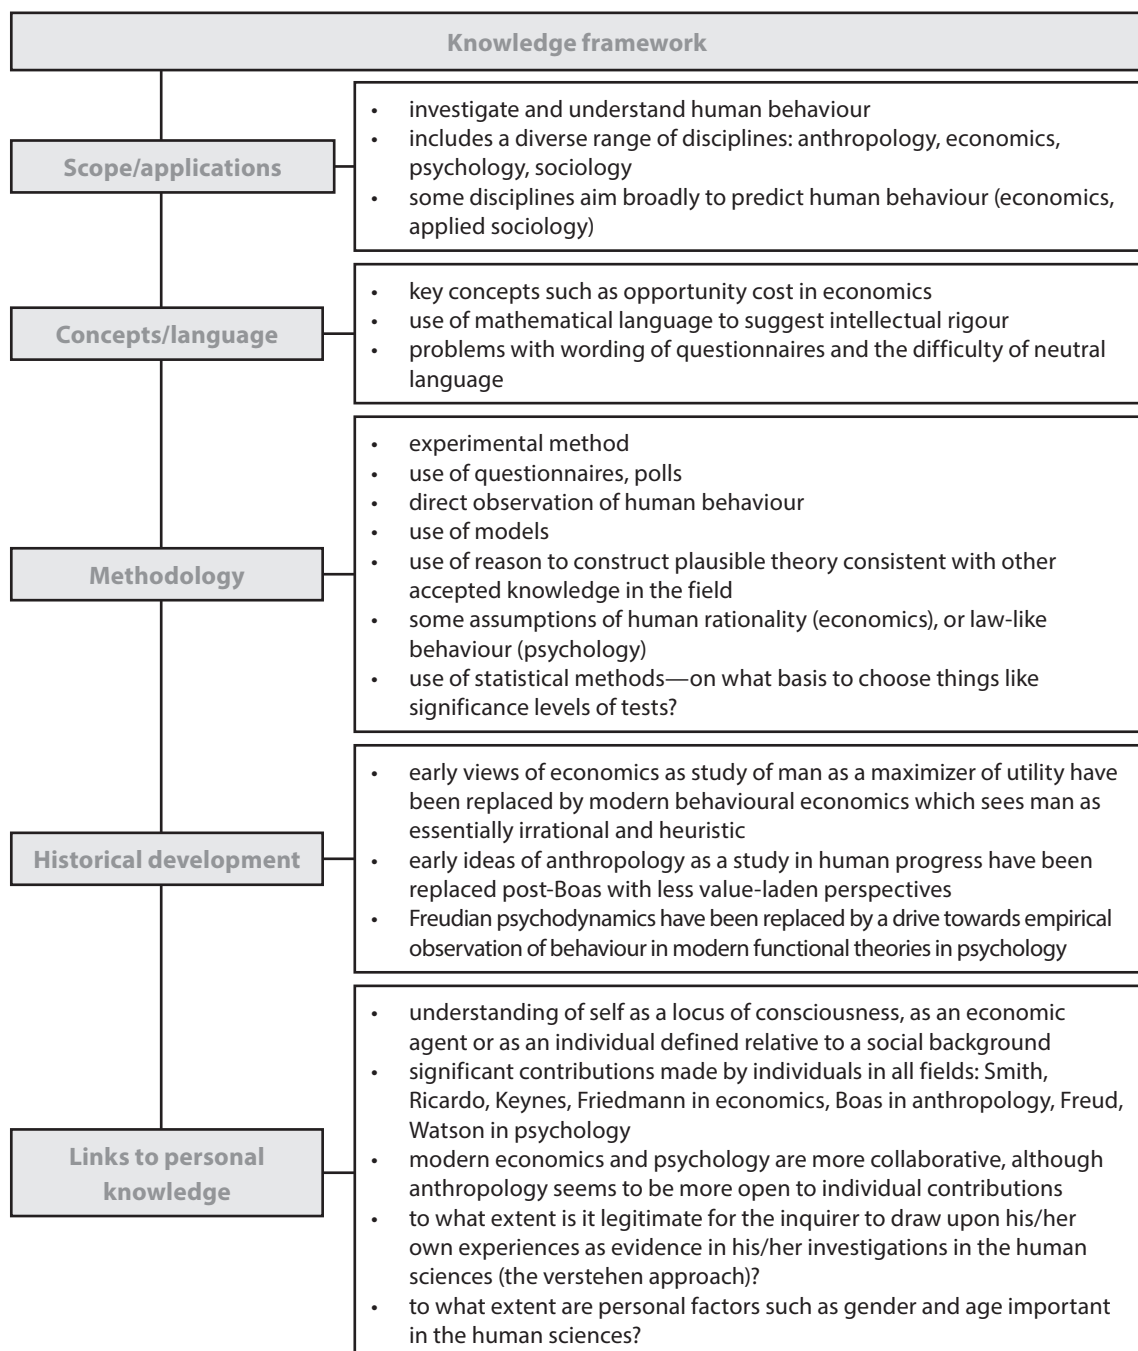 Knowledge framework
Scope/applications
• investigate and understand human behaviour
• includes a diverse range of disciplines: anthropology, economics,
psychology, sociology
• some disciplines aim broadly to predict human behaviour (economics,
applied sociology)
Concepts/language
• key concepts such as opportunity cost in economics
• use of mathematical language to suggest intellectual rigour
• problems with wording of questionnaires and the difficulty of neutral
language
Methodology
• experimental method
• use of questionnaires, polls
• direct observation of human behaviour
• use of models
• use of reason to construct plausible theory consistent with other
accepted knowledge in the field
• some assumptions of human rationality (economics), or law-like
behaviour (psychology)
• use of statistical methods—on what basis to choose things like
significance levels of tests?
Historical development
• early views of economics as study of man as a maximizer of utility have
been replaced by modern behavioural economics which sees man as
essentially irrational and heuristic
• early ideas of anthropology as a study in human progress have been
replaced post-Boas with less value-laden perspectives
• Freudian psychodynamics have been replaced by a drive towards empirical
observation of behaviour in modern functional theories in psychology
Links to personal
knowledge
• understanding of self as a locus of consciousness, as an economic
agent or as an individual defined relative to a social background
• significant contributions made by individuals in all fields: Smith,
Ricardo, Keynes, Friedmann in economics, Boas in anthropology, Freud,
Watson in psychology
• modern economics and psychology are more collaborative, although
anthropology seems to be more open to individual contributions
• to what extent is it legitimate for the inquirer to draw upon his/her
own experiences as evidence in his/her investigations in the human
sciences (the verstehen approach)?
• to what extent are personal factors such as gender and age important
in the human sciences?